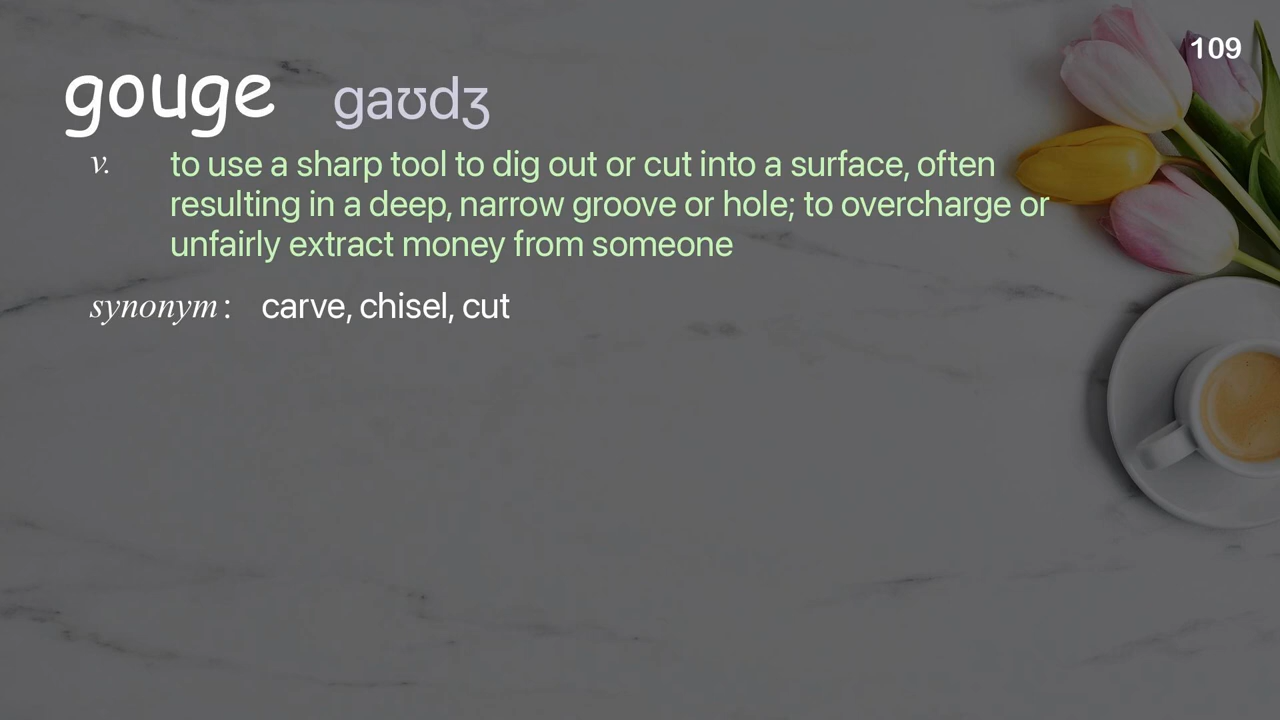 109
gouge gaʊdʒ
v. to use a sharp tool to dig out or cut into a surface, often
resulting in a deep, narrow groove or hole; to overcharge or
unfairly extract money from someone
synonym: carve, chisel, cut